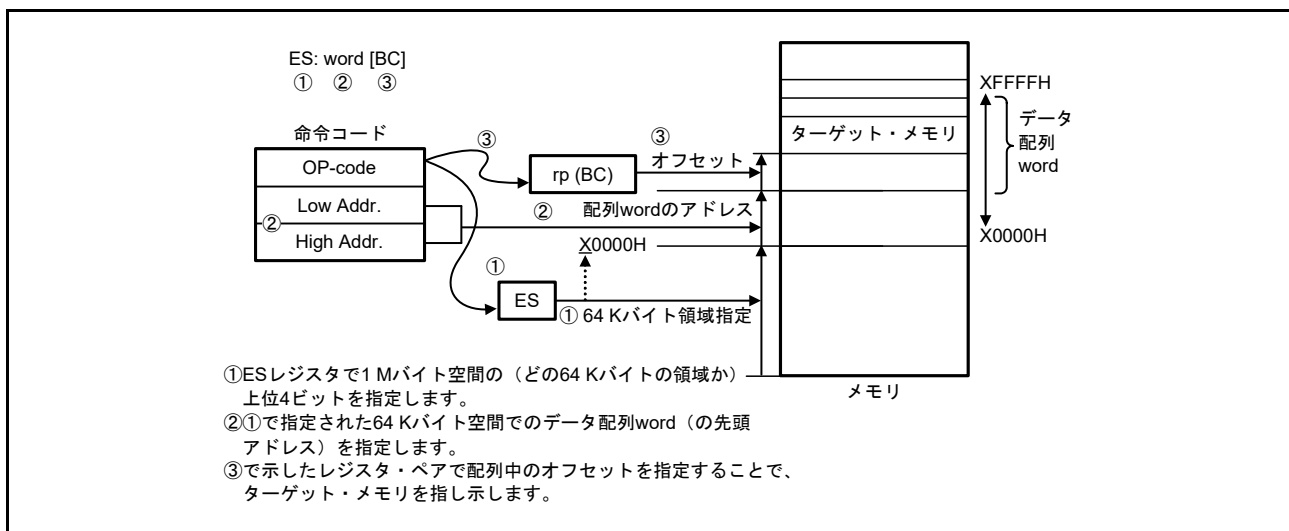 ES: word [BC]
① ② ③
命令コード
OP-code
Low Addr.
②
High Addr.
③
rp (BC)
③
オフセット
②
配列wordのアドレス
X0000H
①
ES
① 64 Kバイト領域指定
ターゲット・メモリ
XFFFFH
データ
配列
word
X0000H
メモリ
①ESレジスタで1 Mバイト空間の（どの64 Kバイトの領域か）
上位4ビットを指定します。
②①で指定された64 Kバイト空間でのデータ配列word（の先頭
アドレス）を指定します。
③で示したレジスタ・ペアで配列中のオフセットを指定することで、
ターゲット・メモリを指し示します。